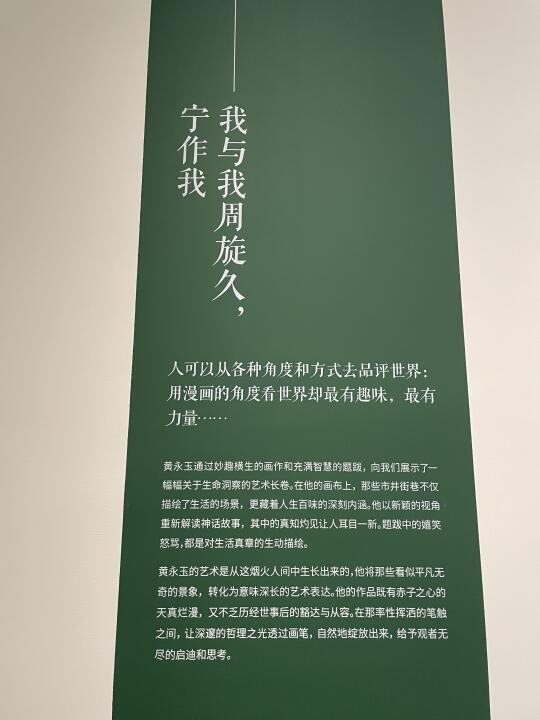 我与我周旋久，
宁作我
人可以从各种角度和方式去品评世界：
用漫画的角度看世界却最有趣味，最有
力量……
黄永玉通过妙趣横生的画作和充满智慧的题跋，向我们展示了一
幅幅关于生命洞察的艺术长卷。在他的画布上，那些市井街巷不仅
描绘了生活的场景，更藏着人生百味的深刻内涵。他以新颖的视角
重新解读神话故事，其中的真知灼见让人耳目一新。题跋中的嬉笑
怒骂，都是对生活真章的生动描绘。
黄永玉的艺术是从这烟火人间中生长出来的，他将那些看似平凡无
奇的景象，转化为意味深长的艺术表达。他的作品既有赤子之心的
天真烂漫，又不乏历经世事后的豁达与从容。在那率性挥洒的笔触
之间，让深邃的哲理之光透过画笔，自然地绽放出来，给予观者无
尽的启迪和思考。